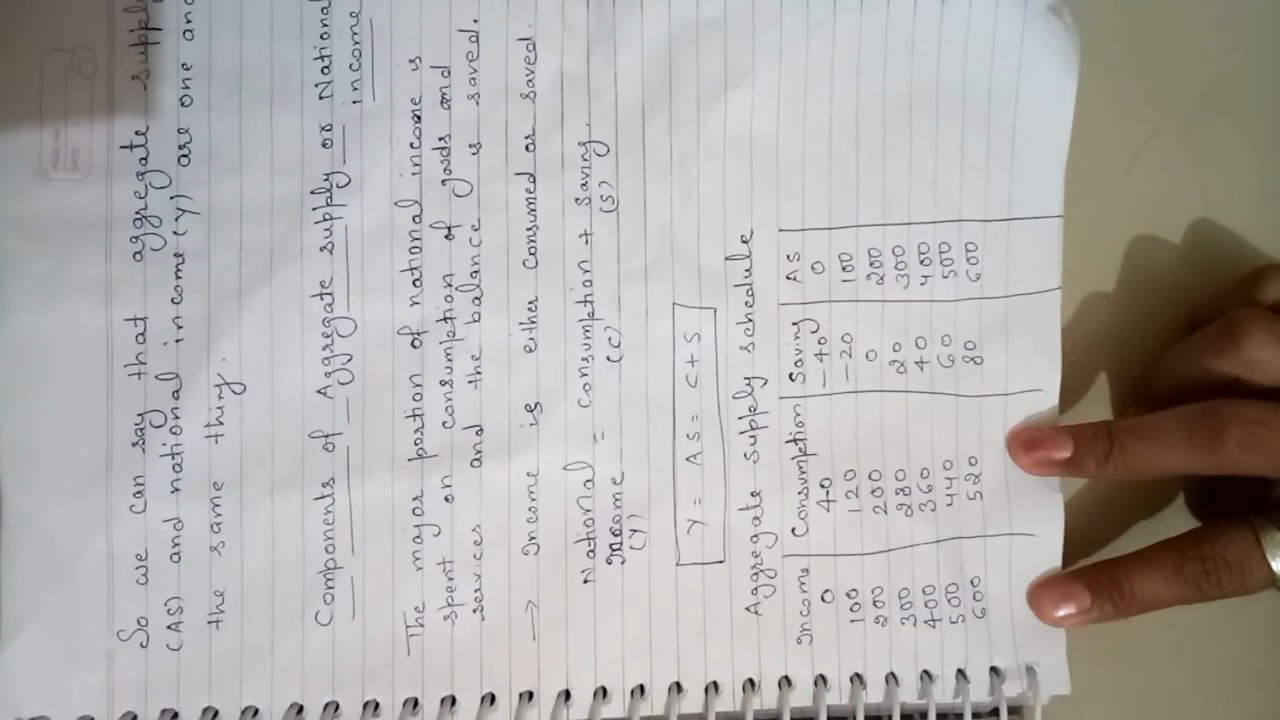 So we can say that aggregate supply
(AS) and national income (Y) are one and
the same thing.
Components of Aggregate supply or National
income
The major portion of national income is
spent on consumption of goods and
services and the balance is saved.
→ Income is either consumed or saved.
National = Consumption + Saving.
Income (C) (S)
(Y)
Y = AS = C+S
Aggregate supply schedule
Income Consumption Saving AS
0 40 -40 0
100 120 -20 100
200 200 0 200
300 280 20 300
400 360 40 400
500 440 60 500
600 520 80 600